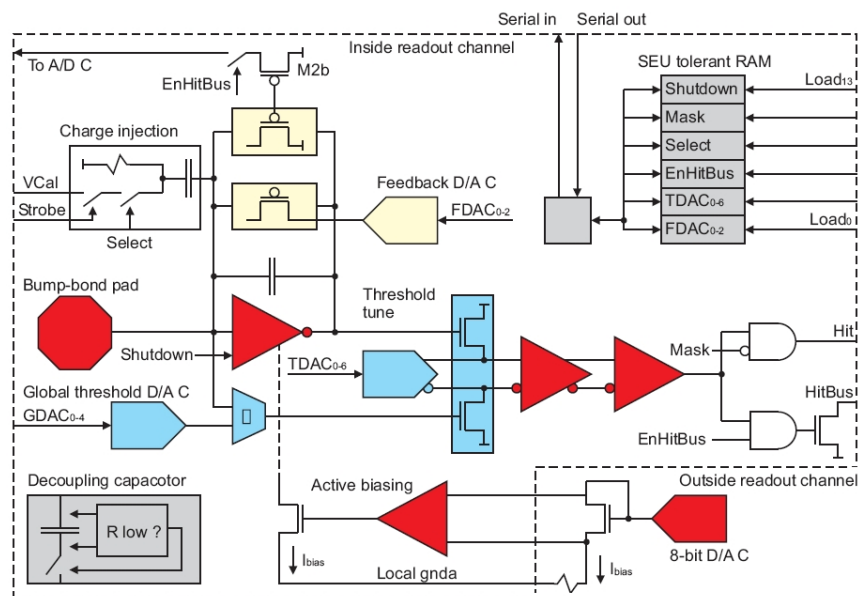 Serial in
Serial out
Inside readout channel
To A/D C
M2b
EnHitBus
SEU tolerant RAM
Shutdown
Load13
Mask
Select
EnHitBus
TDAC0-6
FDAC0-2
Load0
Charge injection
VCal
Strobe
Select
Feedback D/A C
FDAC0-2
Bump-bond pad
Threshold
tune
Shutdown
TDAC0-6
Mask
Hit
Global threshold D/A C
GDAC0-4
HitBus
EnHitBus
Decoupling capacotor
R low ?
Active biasing
Outside readout channel
8-bit D/A C
Ibias
Ibias
Local gnda